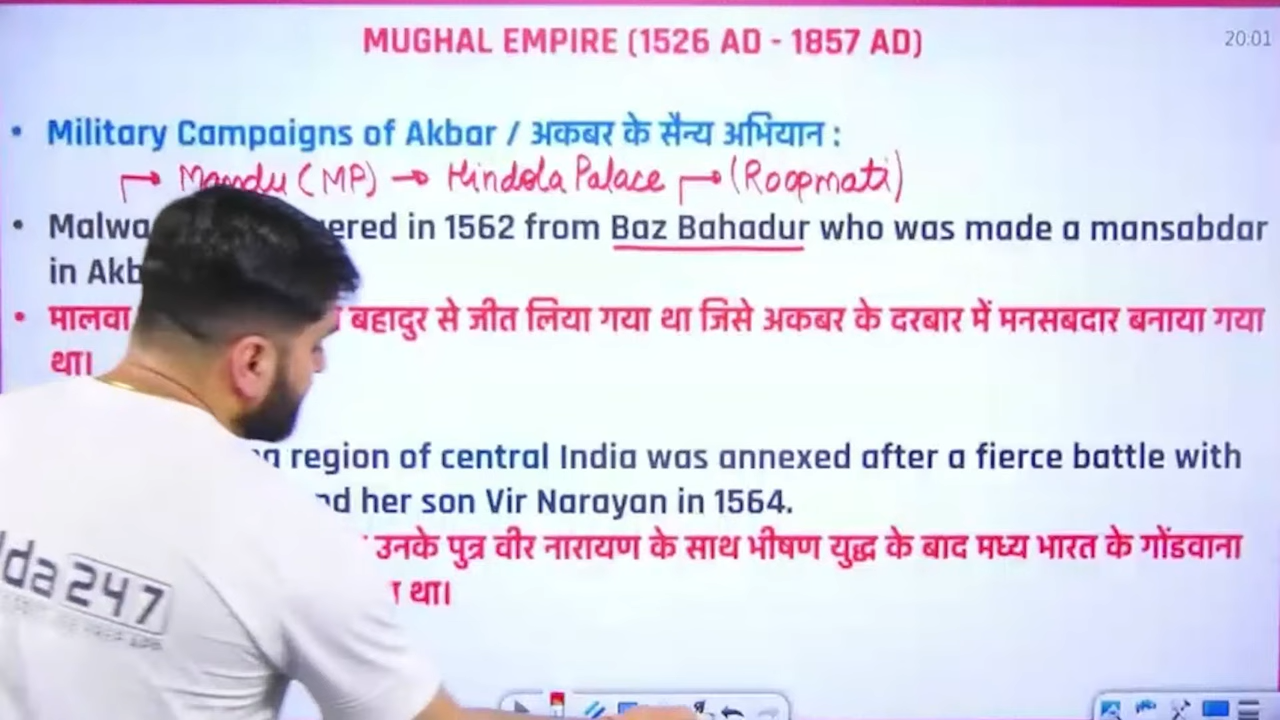 MUGHAL EMPIRE (1526 AD - 1857 AD)
20:01
• Military Campaigns of Akbar / अकबर के सैन्य अभियान :
Mandu (MP) → Hindola Palace → (Roopmati)
• Malwa ered in 1562 from Baz Bahadur who was made a mansabdar
in Akb
• मालवा बहादुर से जीत लिया गया था जिसे अकबर के दरबार में मनसबदार बनाया गया
था।
region of central India was annexed after a fierce battle with
nd her son Vir Narayan in 1564.
उनके पुत्र वीर नारायण के साथ भीषण युद्ध के बाद मध्य भारत के गोंडवाना
था।
dda247